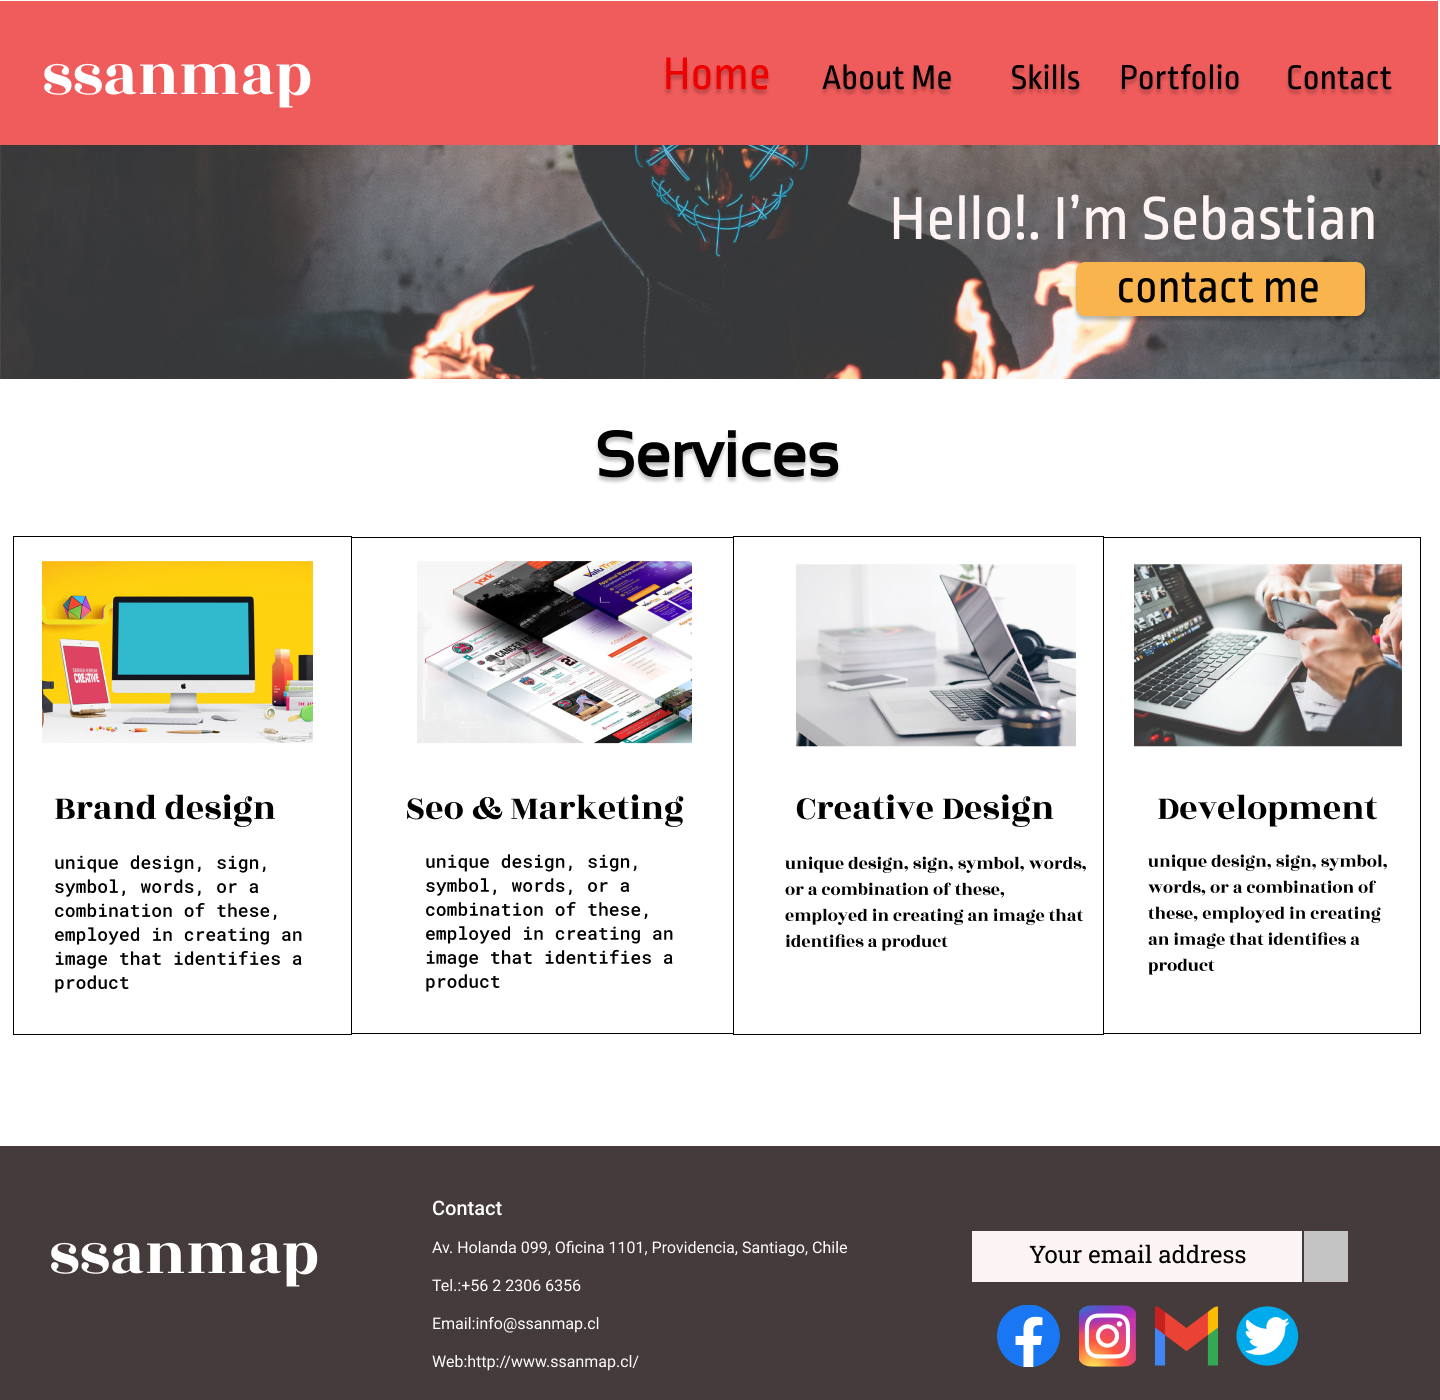 ssanmap
Home About Me Skills Portfolio Contact
Hello!. I'm Sebastian
contact me
Services
CREATIVE
Brand design
unique design, sign,
symbol, words, or a
combination of these,
employed in creating an
image that identifies a
product
york
ValuTrac
CANCER
Seo & Marketing
unique design, sign,
symbol, words, or a
combination of these,
employed in creating an
image that identifies a
product
Creative Design
unique design, sign, symbol, words,
or a combination of these,
employed in creating an image that
identifies a product
Development
unique design, sign, symbol,
words, or a combination of
these, employed in creating
an image that identifies a
product
ssanmap
Contact
Av. Holanda 099, Oficina 1101, Providencia, Santiago, Chile
Tel.:+56 2 2306 6356
Email:info@ssanmap.cl
Web:http://www.ssanmap.cl/
Your email address